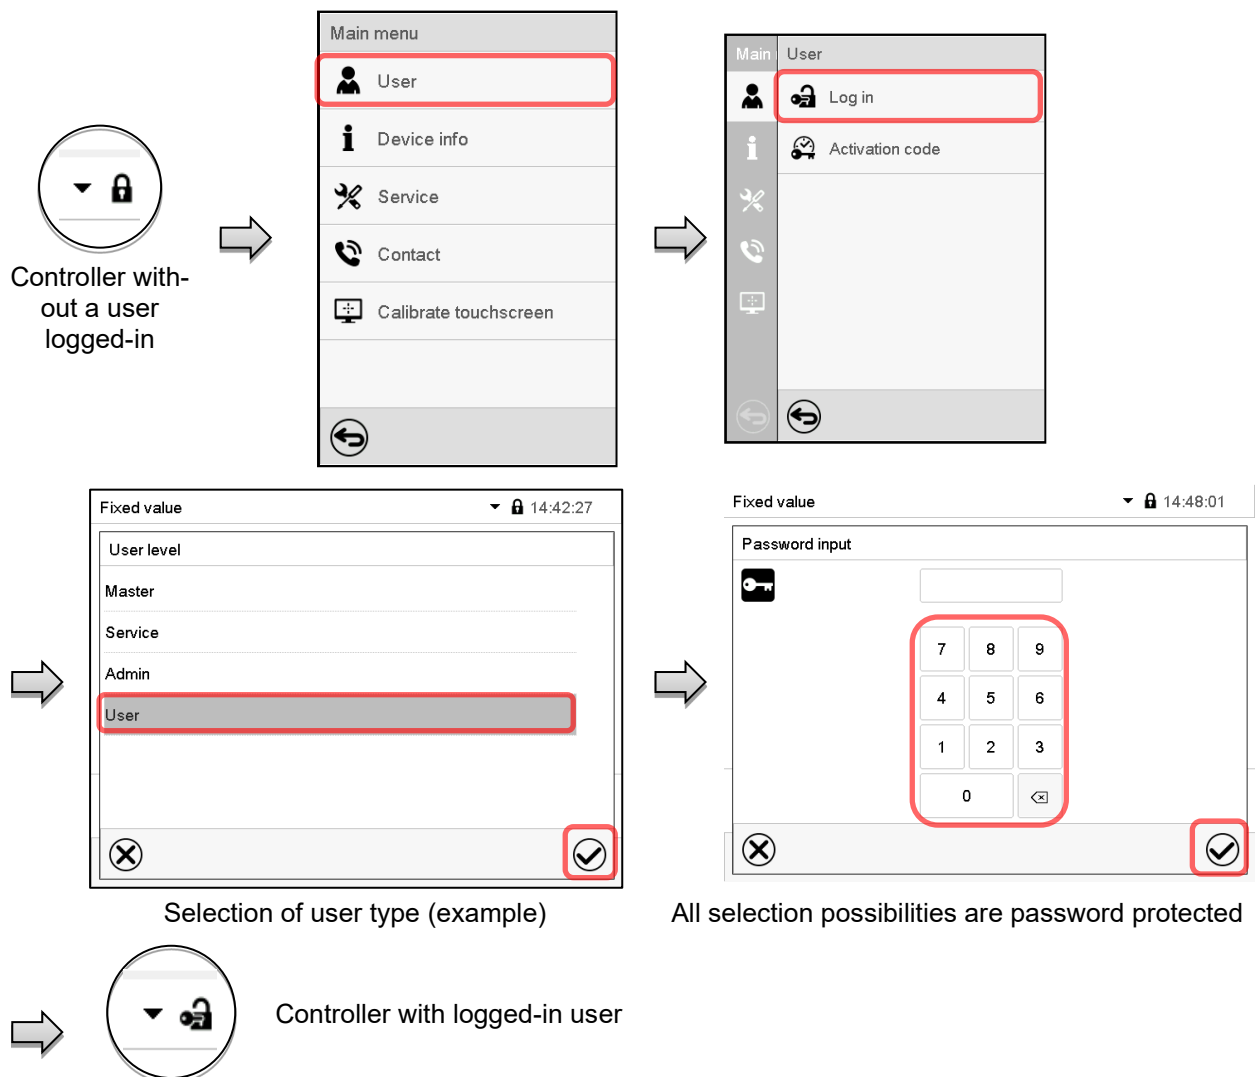 Main menu
User
Device info
Service
Contact
Calibrate touchscreen
Main
User
Log in
Activation code
Controller with-
out a user
logged-in
Fixed value 14:42:27
User level
Master
Service
Admin
User
Fixed value 14:48:01
Password input
7 8 9
4 5 6
1 2 3
0
Selection of user type (example)
All selection possibilities are password protected
Controller with logged-in user